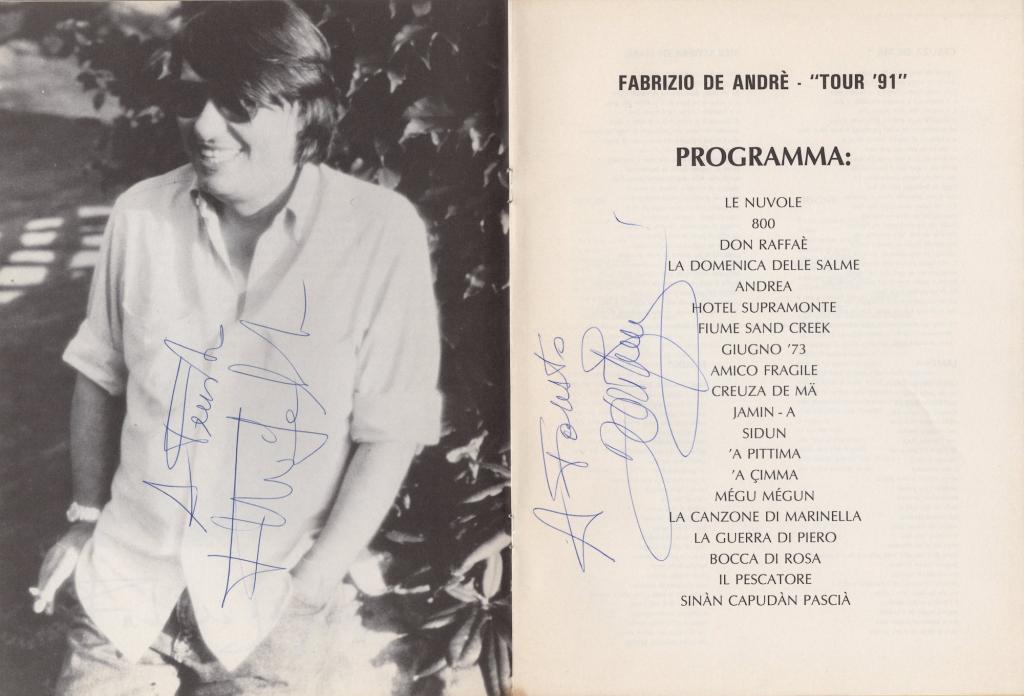 A Fausto
FABRIZIO DE ANDRÈ - "TOUR '91"
PROGRAMMA:
LE NUVOLE
800
DON RAFFAÈ
LA DOMENICA DELLE SALME
ANDREA
HOTEL SUPRAMONTE
FIUME SAND CREEK
GIUGNO '73
AMICO FRAGILE
CREUZA DE MÄ
JAMIN - A
SIDUN
'A PITTIMA
'A ÇIMMA
MÉGU MÉGUN
LA CANZONE DI MARINELLA
LA GUERRA DI PIERO
BOCCA DI ROSA
IL PESCATORE
SINÀN CAPUDÀN PASCIÀ
A Fausto